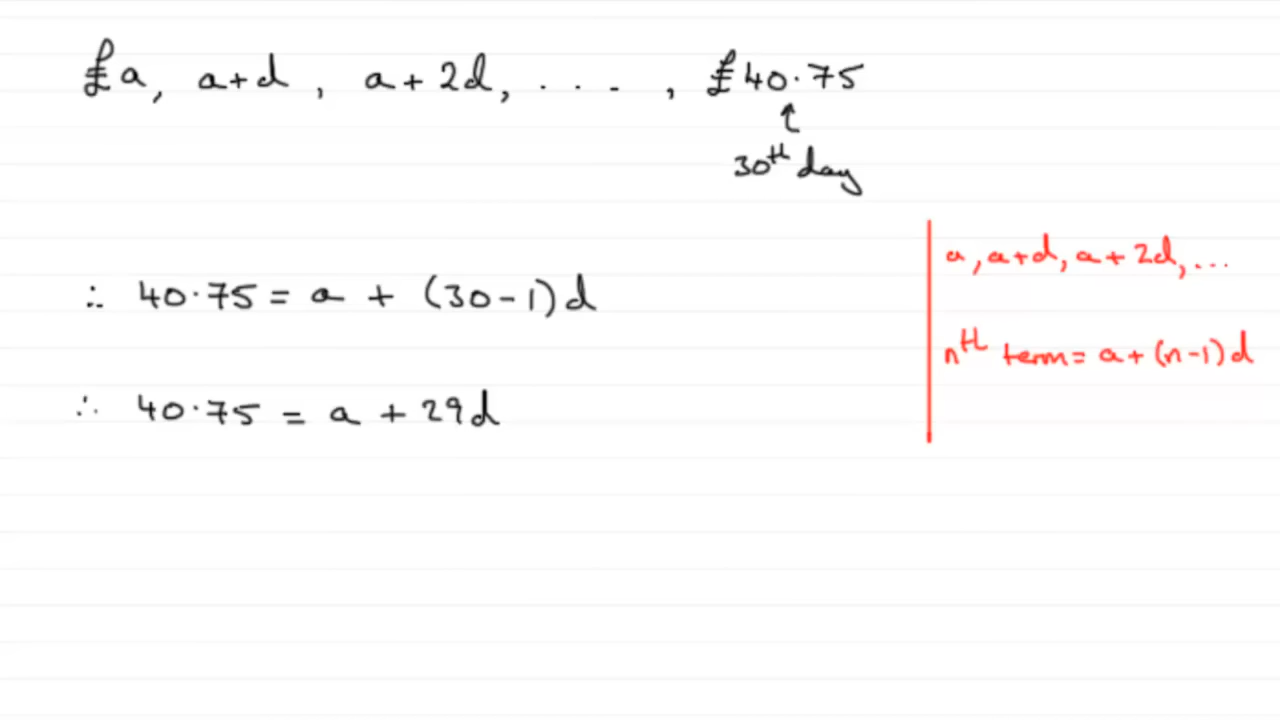 £a, a+d, a+2d, ...., £40.75
↑
30th day
a, a+d, a+2d, ...
∴ 40.75 = a + (30-1)d
nth term = a+(n-1)d
∴ 40.75 = a + 29d